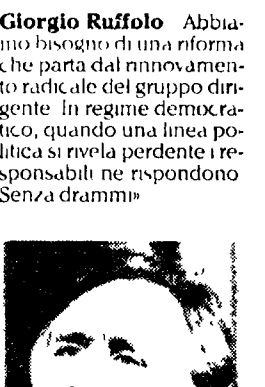 Giorgio Ruffolo Abbia-
mo bisogno di una riforma
che parta dal rinnovamen-
to radicale del gruppo diri-
gente In regime democra-
tico, quando una linea po-
litica si rivela perdente i re-
sponsabili ne rispondono
Senza drammi»